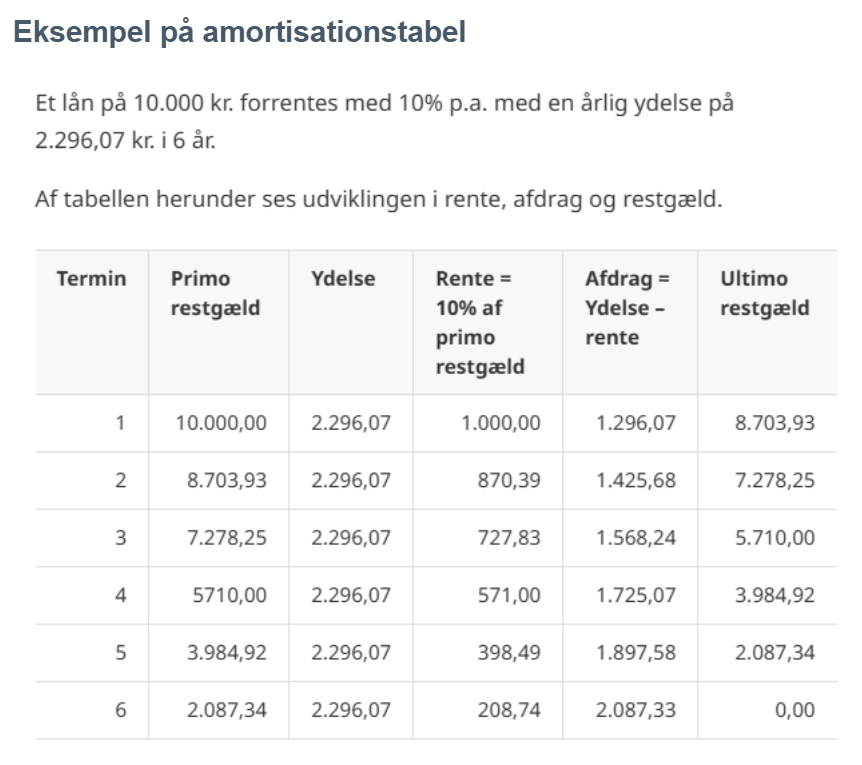 Eksempel på amortisationstabel
Et lån på 10.000 kr. forrentes med 10% p.a. med en årlig ydelse på
2.296,07 kr. i 6 år.
Af tabellen herunder ses udviklingen i rente, afdrag og restgæld.
Termin Primo Ydelse Rente = Afdrag = Ultimo
restgæld 10% af Ydelse – restgæld
primo rente
restgæld
1 10.000,00 2.296,07 1.000,00 1.296,07 8.703,93
2 8.703,93 2.296,07 870,39 1.425,68 7.278,25
3 7.278,25 2.296,07 727,83 1.568,24 5.710,00
4 5710,00 2.296,07 571,00 1.725,07 3.984,92
5 3.984,92 2.296,07 398,49 1.897,58 2.087,34
6 2.087,34 2.296,07 208,74 2.087,33 0,00